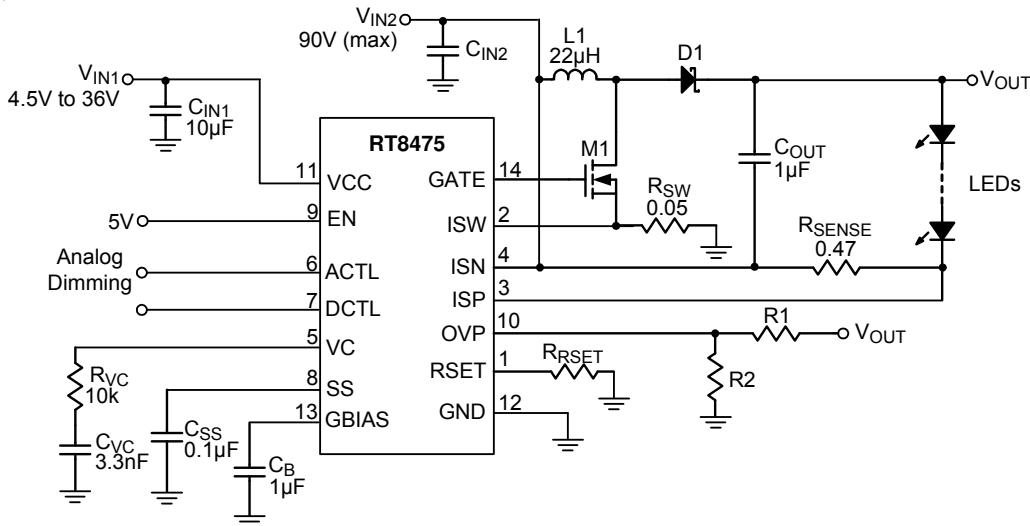 VIN2
90V (max)
CIN2
L1
22µH
D1
VOUT
VIN1
4.5V to 36V
CIN1
10µF
RT8475
M1
COUT
1µF
LEDs
11
VCC
GATE
14
RSW
0.05
5V
9
EN
ISW
2
RSENSE
0.47
Analog
Dimming
6
ACTL
ISN
4
7
DCTL
ISP
3
5
VC
OVP
10
R1
VOUT
RVC
10k
8
SS
RSET
1
RRSET
R2
13
GBIAS
GND
12
CVC
3.3nF
CSS
0.1µF
CB
1µF